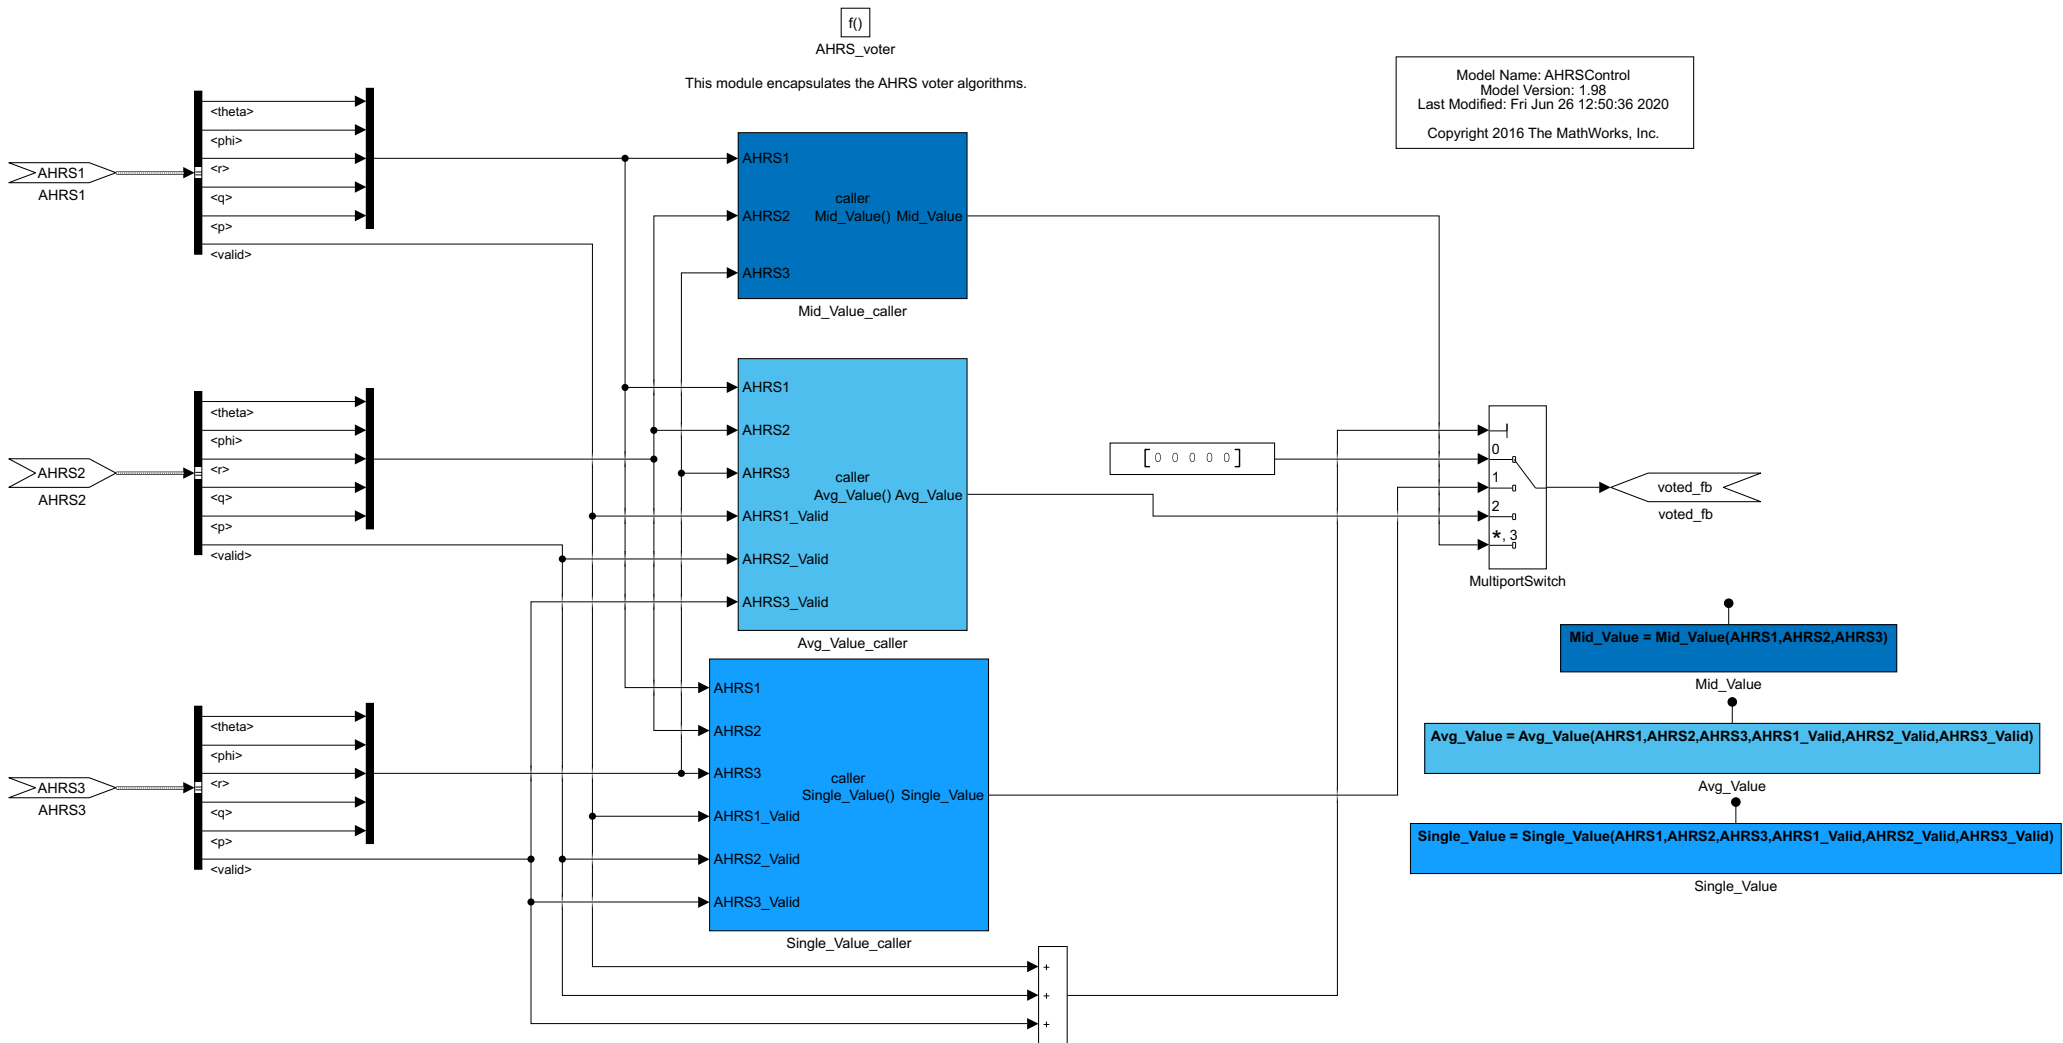 f()
AHRS_voter
This module encapsulates the AHRS voter algorithms.
Model Name: AHRSControl
Model Version: 1.98
Last Modified: Fri Jun 26 12:50:36 2020
Copyright 2016 The MathWorks, Inc.
AHRS1
AHRS1
<theta>
<phi>
<r>
<q>
<p>
<valid>
AHRS1
AHRS2
AHRS3
caller
Mid_Value() Mid_Value
Mid_Value_caller
AHRS2
AHRS2
<theta>
<phi>
<r>
<q>
<p>
<valid>
AHRS1
AHRS2
AHRS3
caller
Avg_Value() Avg_Value
AHRS1_Valid
AHRS2_Valid
AHRS3_Valid
Avg_Value_caller
[0 0 0 0 0]
0
1
2
*, 3
MultiportSwitch
voted_fb
voted_fb
AHRS3
AHRS3
<theta>
<phi>
<r>
<q>
<p>
<valid>
AHRS1
AHRS2
AHRS3
caller
Single_Value() Single_Value
AHRS1_Valid
AHRS2_Valid
AHRS3_Valid
Single_Value_caller
+
+
+
Mid_Value = Mid_Value(AHRS1,AHRS2,AHRS3)
Mid_Value
Avg_Value = Avg_Value(AHRS1,AHRS2,AHRS3,AHRS1_Valid,AHRS2_Valid,AHRS3_Valid)
Avg_Value
Single_Value = Single_Value(AHRS1,AHRS2,AHRS3,AHRS1_Valid,AHRS2_Valid,AHRS3_Valid)
Single_Value